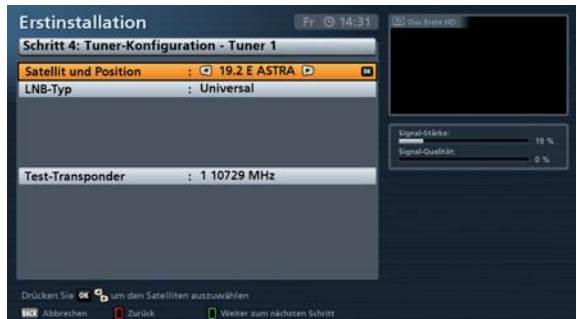 Erstinstallation
Fr 14:31
Das Erste HD
Schritt 4: Tuner-Konfiguration - Tuner 1
Satellit und Position : 19.2 E ASTRA OK
LNB-Typ : Universal
Signal-Stärke:
19 %
Signal-Qualität:
0 %
Test-Transponder : 1 10729 MHz
Drücken Sie OK um den Satelliten auszuwählen
BACK Abbrechen Zurück Weiter zum nächsten Schritt